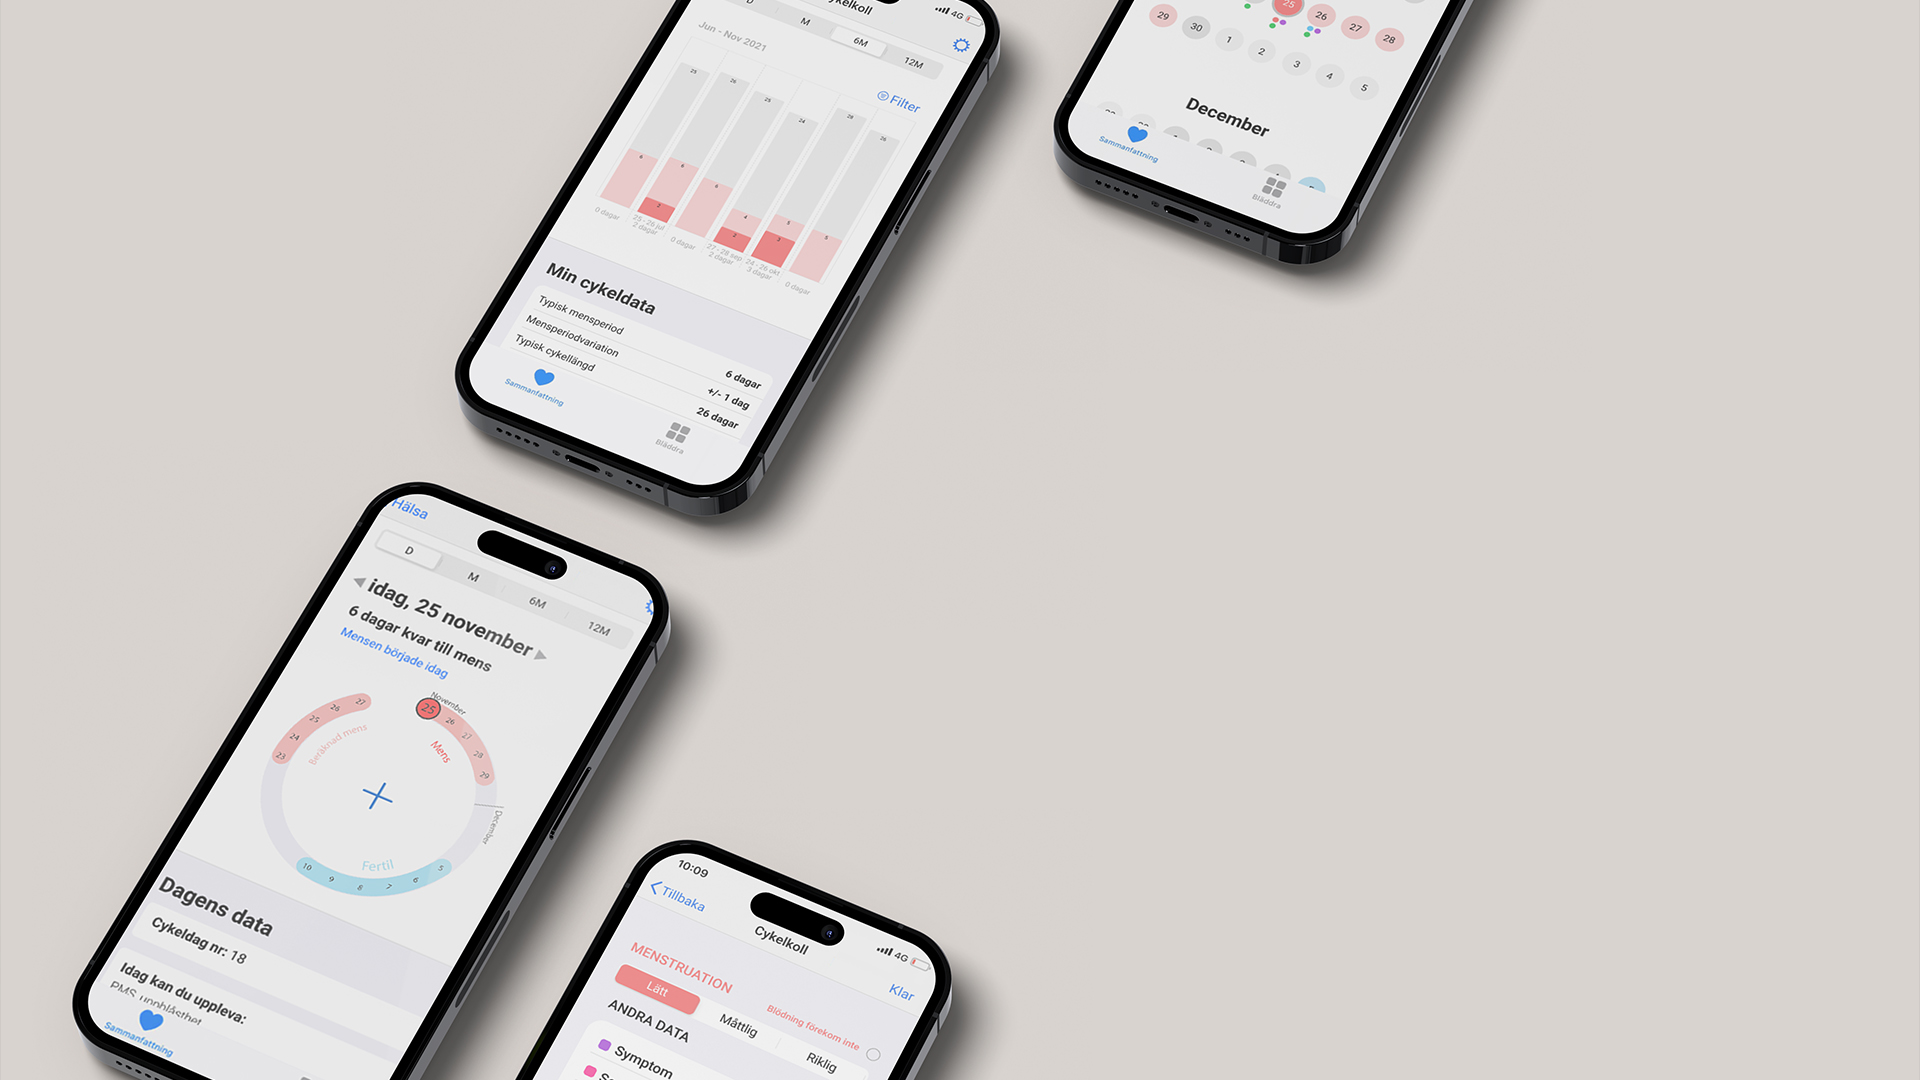 Cykelkoll
4G
D
M
6M
12M
Jun - Nov 2021
Filter
25
26
25
24
28
26
6
6
6
4
5
5
2
2
3
0 dagar
25 - 26 jul
2 dagar
0 dagar
27 - 28 sep
2 dagar
24 - 26 okt
3 dagar
0 dagar
Min cykeldata
Typisk mensperiod
6 dagar
Mensperiodvariation
+/- 1 dag
Typisk cykellängd
26 dagar
Sammanfattning
Bläddra
25
26
27
28
29
30
1
2
3
4
5
December
Sammanfattning
Bläddra
Hälsa
D
M
6M
12M
idag, 25 november
6 dagar kvar till mens
Mensen började idag
November
25
26
27
28
29
Mens
December
5
6
7
8
9
10
Fertil
23
24
25
26
27
Beräknad mens
Dagens data
Cykeldag nr: 18
Idag kan du uppleva:
PMS, uppblåsthet
Sammanfattning
10:09
4G
Tillbaka
Cykelkoll
Klar
MENSTRUATION
Blödning förekom inte
Lätt
Måttlig
Riklig
ANDRA DATA
Symptom